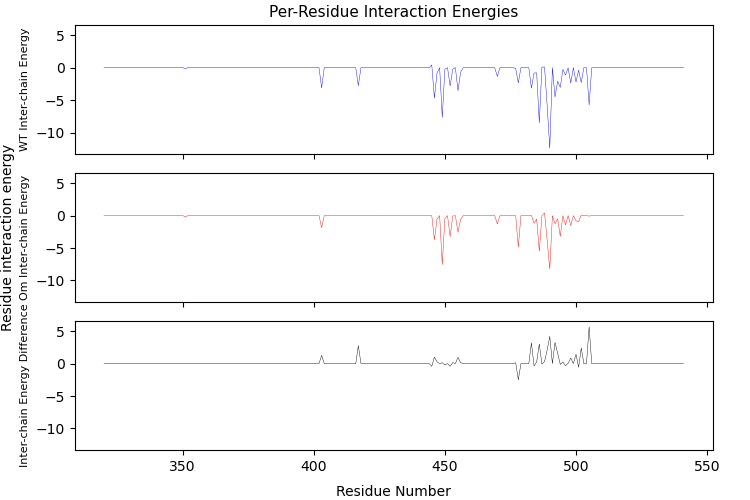 Per-Residue Interaction Energies
WT Inter-chain Energy
5
0
−5
−10
Residue interaction energy
Om Inter-chain Energy
5
0
−5
−10
Inter-chain Energy Difference
5
0
−5
−10
350
400
450
500
550
Residue Number